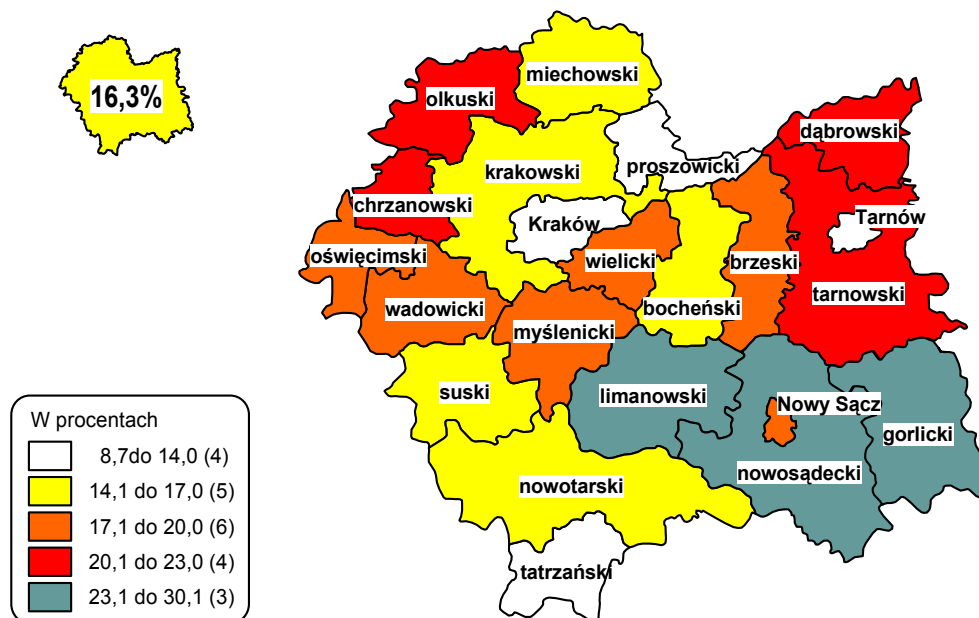 16,3%
miechowski
olkuski
dąbrowski
proszowicki
krakowski
chrzanowski
Kraków
Tarnów
oświęcimski
wielicki
brzeski
wadowicki
bocheński
tarnowski
myślenicki
suski
limanowski
Nowy Sącz
gorlicki
nowosądecki
nowotarski
tatrzański
W procentach
8,7do 14,0 (4)
14,1 do 17,0 (5)
17,1 do 20,0 (6)
20,1 do 23,0 (4)
23,1 do 30,1 (3)